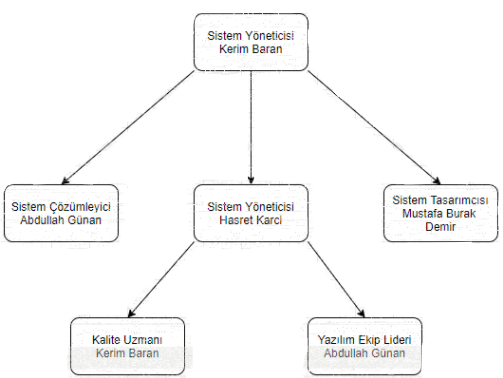 Sistem Yöneticisi
Kerim Baran
Sistem Çözümleyici
Abdullah Günan
Sistem Yöneticisi
Hasret Karci
Sistem Tasarımcısı
Mustafa Burak
Demir
Kalite Uzmanı
Kerim Baran
Yazılım Ekip Lideri
Abdullah Günan